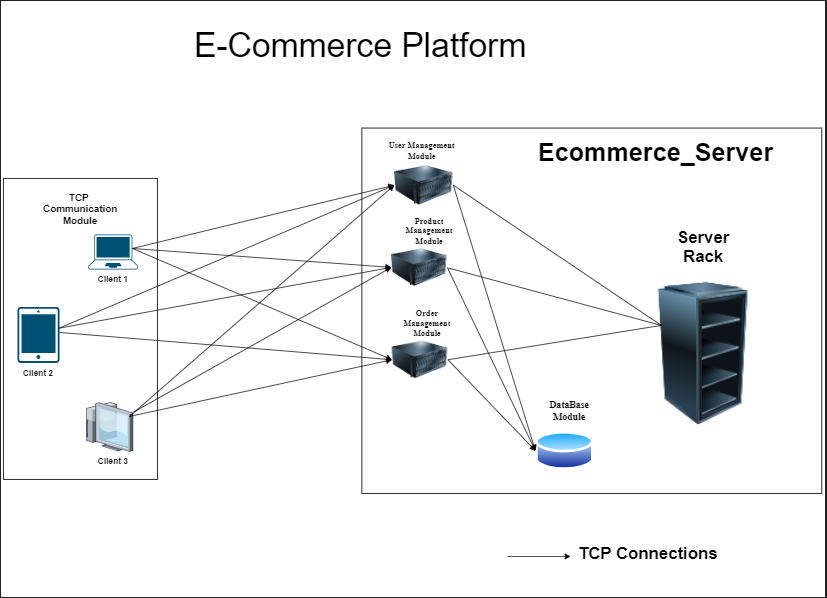 E-Commerce Platform
TCP
Communication
Module
Client 1
Client 2
Client 3
Ecommerce_Server
User Management
Module
Product
Management
Module
Order
Management
Module
DataBase
Module
Server
Rack
TCP Connections